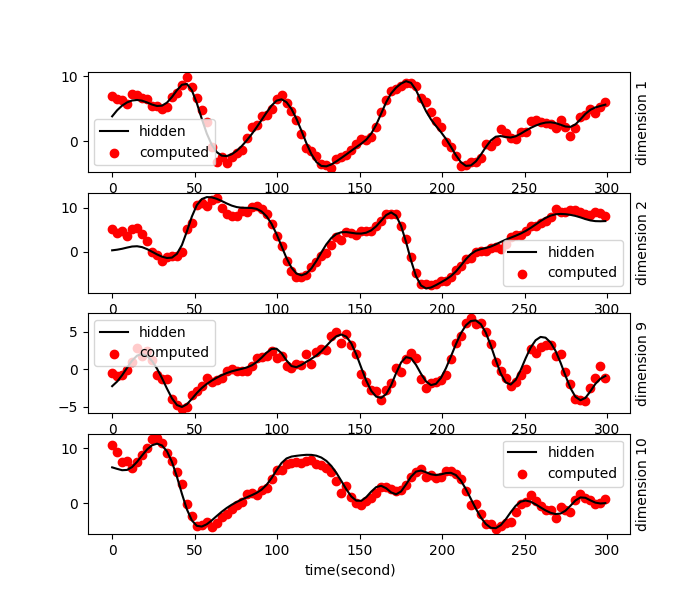 10
0
hidden
computed
dimension 1
0 50 100 150 200 250 300
10
0
hidden
computed
dimension 2
0 50 100 150 200 250 300
5
0
−5
hidden
computed
dimension 9
0 50 100 150 200 250 300
10
0
hidden
computed
dimension 10
0 50 100 150 200 250 300
time(second)